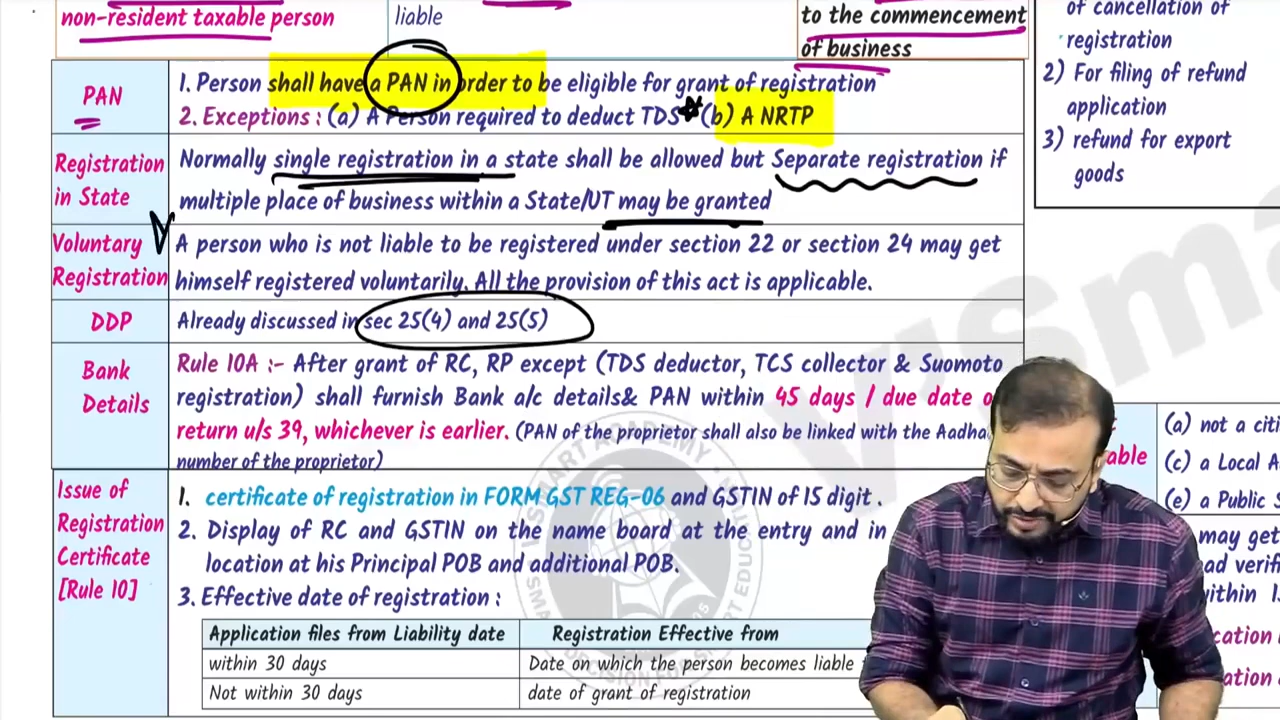 non-resident taxable person
liable
to the commencement
of business
of cancellation of
registration
2) For filing of refund
application
3) refund for export
goods
PAN
1. Person shall have a PAN in order to be eligible for grant of registration
2. Exceptions : (a) A Person required to deduct TDS (b) A NRTP
Registration
in State
Normally single registration in a state shall be allowed but Separate registration if
multiple place of business within a State/UT may be granted
Voluntary
Registration
A person who is not liable to be registered under section 22 or section 24 may get
himself registered voluntarily. All the provision of this act is applicable.
DDP
Already discussed in sec 25(4) and 25(5)
Bank
Details
Rule 10A :- After grant of RC, RP except (TDS deductor, TCS collector & Suomoto
registration) shall furnish Bank a/c details& PAN within 45 days / due date
return u/s 39, whichever is earlier. (PAN of the proprietor shall also be linked with the
number of the proprietor)
Issue of
Registration
Certificate
[Rule 10]
1. certificate of registration in FORM GST REG-06 and GSTIN of 15 digit .
2. Display of RC and GSTIN on the name board at the entry and in
location at his Principal POB and additional POB.
3. Effective date of registration :
Application files from Liability date
Registration Effective from
within 30 days
Date on which the person becomes liable
Not within 30 days
date of grant of registration
(a) not a citi
(c) a Local A
(e) a Public S
may get